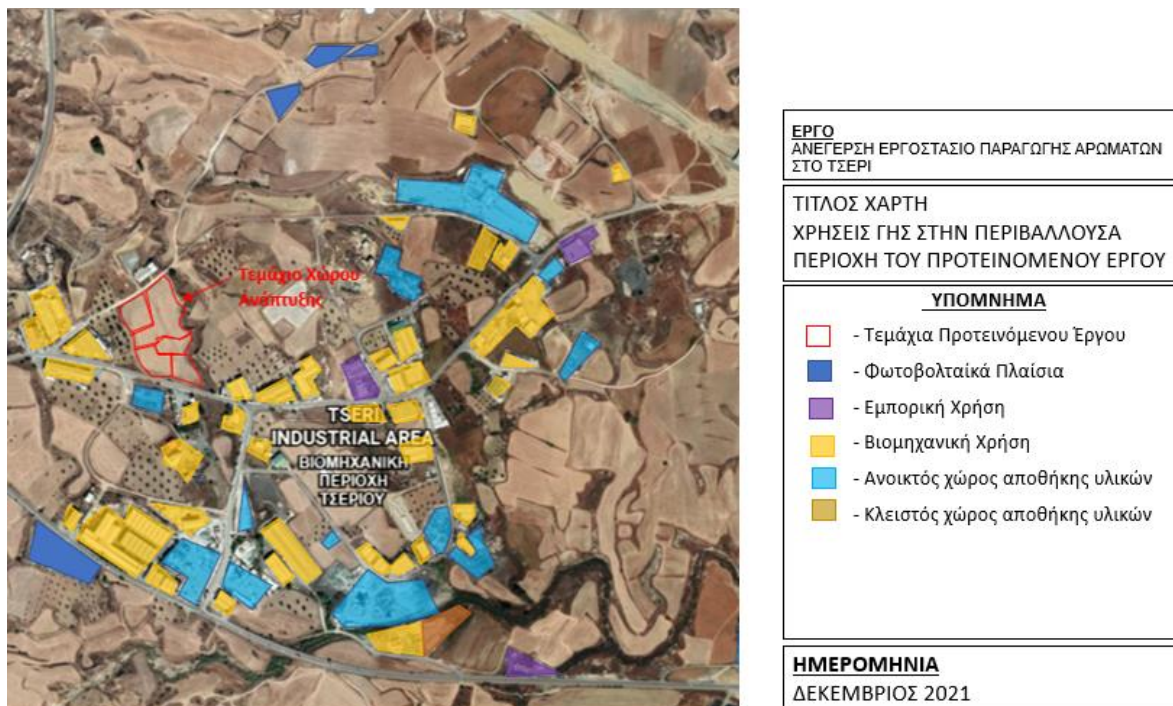 Τεμάχιο Χώρου
Ανάπτυξης
TSERI
INDUSTRIAL AREA
ΒΙΟΜΗΧΑΝΙΚΗ
ΠΕΡΙΟΧΗ
ΤΣΕΡΙΟΥ
ΕΡΓΟ
ΑΝΕΓΕΡΣΗ ΕΡΓΟΣΤΑΣΙΟ ΠΑΡΑΓΩΓΗΣ ΑΡΩΜΑΤΩΝ
ΣΤΟ ΤΣΕΡΙ
ΤΙΤΛΟΣ ΧΑΡΤΗ
ΧΡΗΣΕΙΣ ΓΗΣ ΣΤΗΝ ΠΕΡΙΒΑΛΛΟΥΣΑ
ΠΕΡΙΟΧΗ ΤΟΥ ΠΡΟΤΕΙΝΟΜΕΝΟΥ ΕΡΓΟΥ
ΥΠΟΜΝΗΜΑ
- Τεμάχια Προτεινόμενου Έργου
- Φωτοβολταίκά Πλαίσια
- Εμπορική Χρήση
- Βιομηχανική Χρήση
- Ανοικτός χώρος αποθήκης υλικών
- Κλειστός χώρος αποθήκης υλικών
ΗΜΕΡΟΜΗΝΙΑ
ΔΕΚΕΜΒΡΙΟΣ 2021